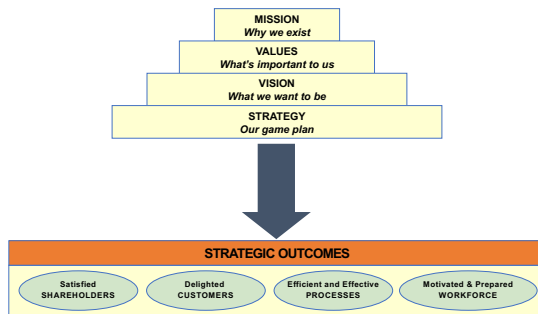 MISSION
Why we exist
VALUES
What's important to us
VISION
What we want to be
STRATEGY
Our game plan
STRATEGIC OUTCOMES
Satisfied
SHAREHOLDERS
Delighted
CUSTOMERS
Efficient and Effective
PROCESSES
Motivated & Prepared
WORKFORCE